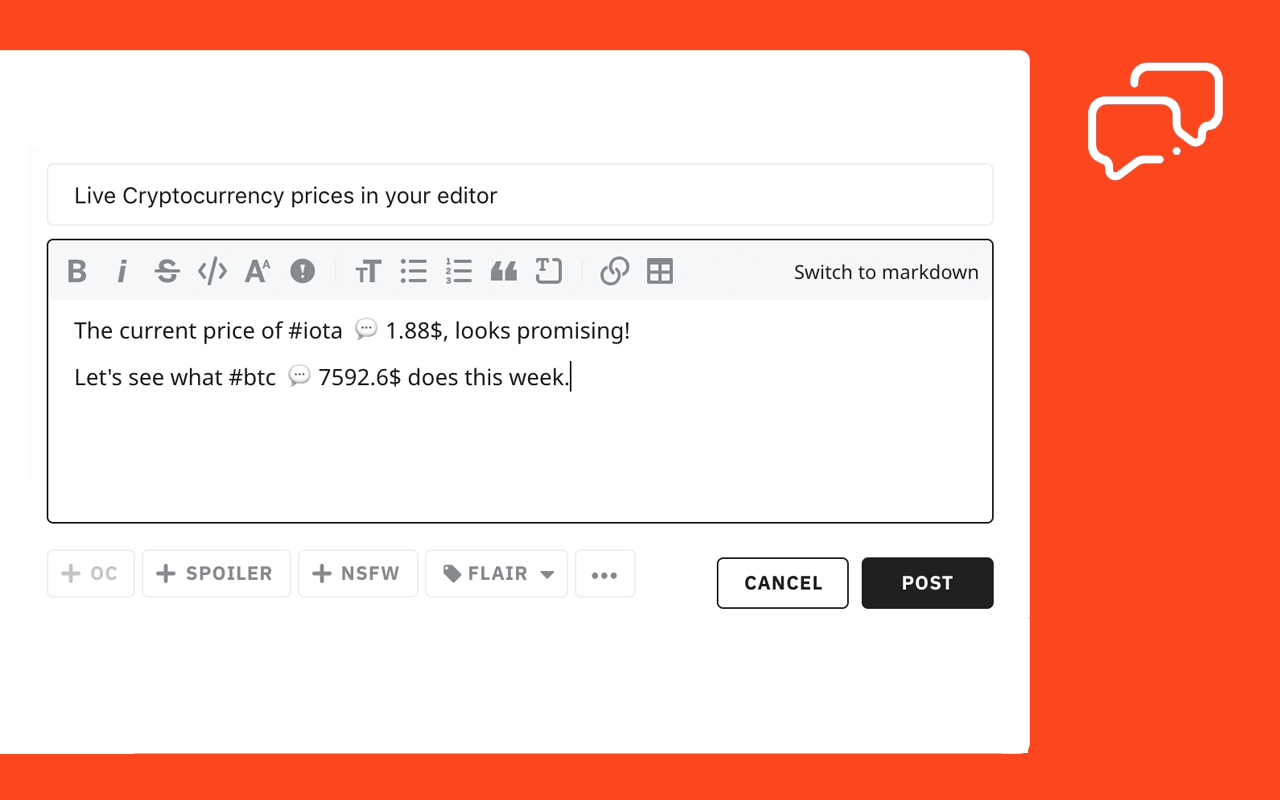 Live Cryptocurrency prices in your editor
Switch to markdown
The current price of #iota 💬 1.88$, looks promising!
Let's see what #btc 💬 7592.6$ does this week.
OC SPOILER NSFW FLAIR
CANCEL POST